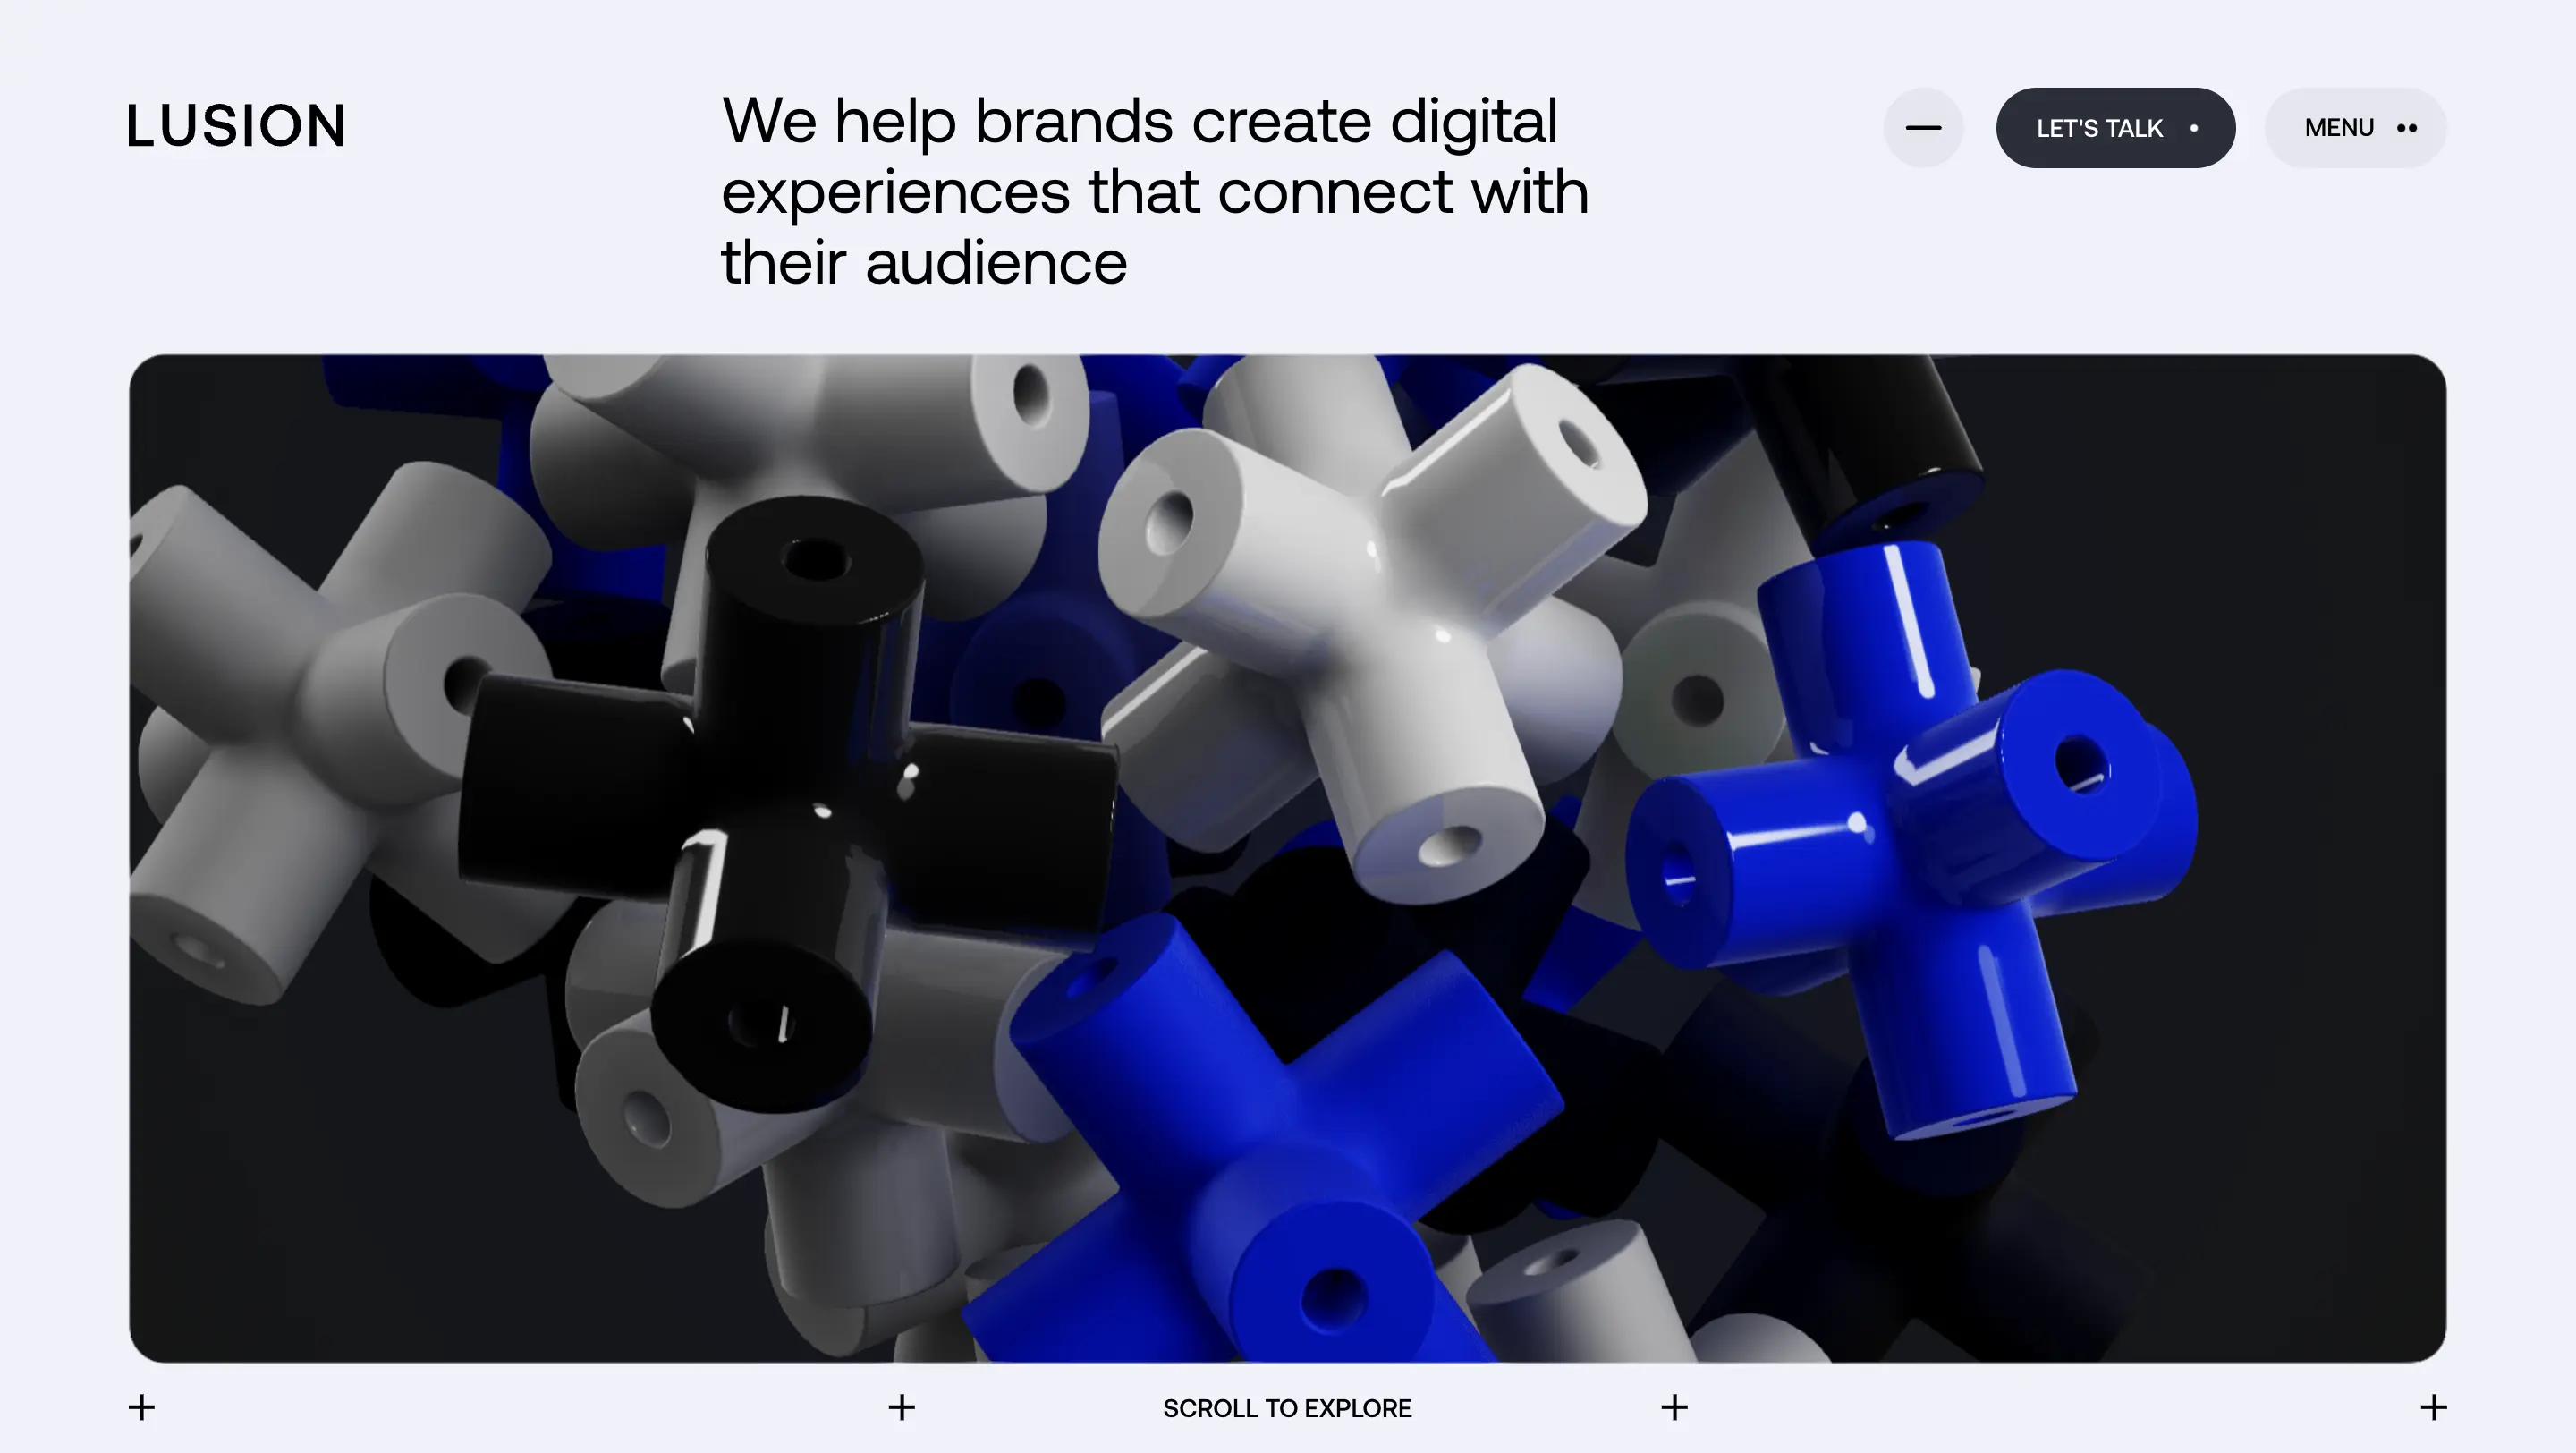 LUSION
We help brands create digital
experiences that connect with
their audience
LET'S TALK
MENU
SCROLL TO EXPLORE